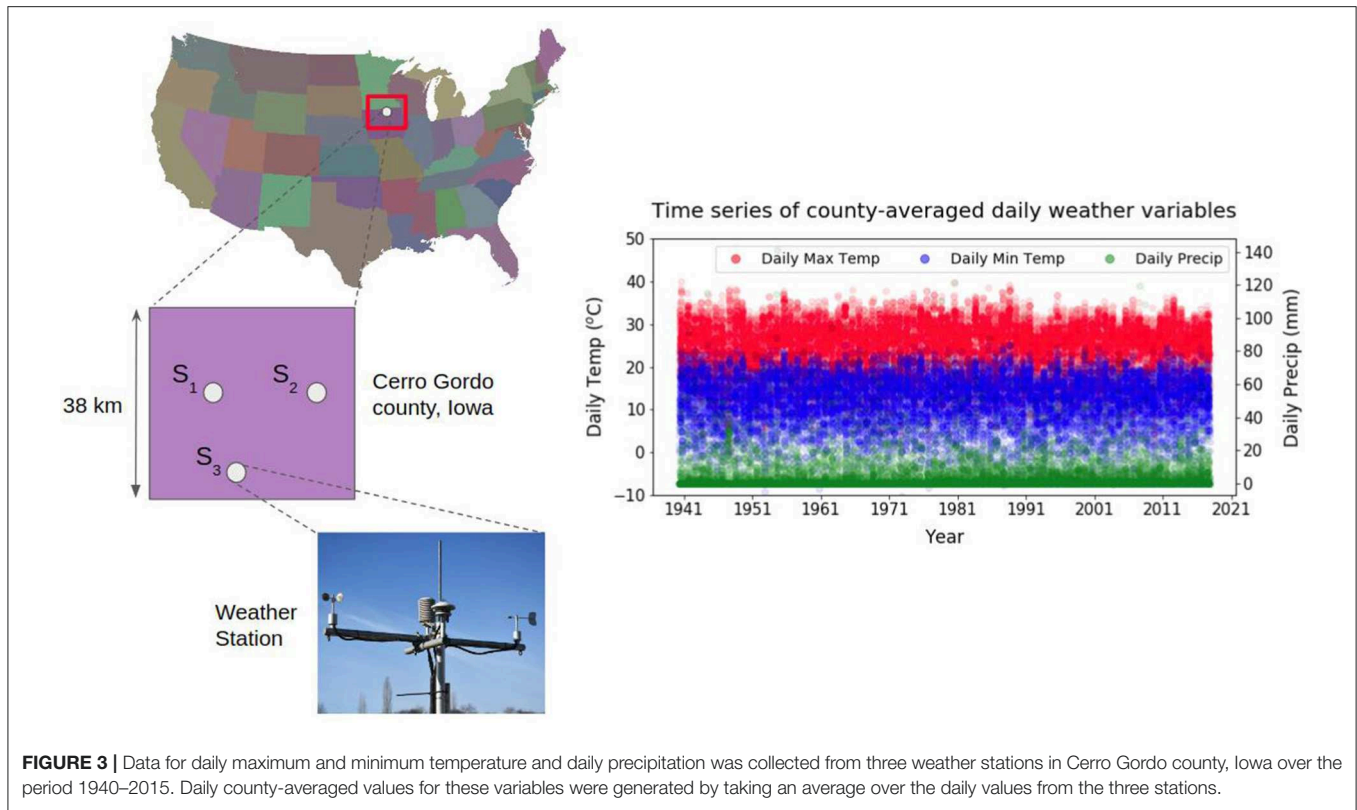 S1
S2
38 km
Cerro Gordo
county, Iowa
S3
Weather
Station
Time series of county-averaged daily weather variables
Daily Max Temp
Daily Min Temp
Daily Precip
50
40
30
20
10
0
−10
Daily Temp (°C)
140
120
100
80
60
40
20
0
Daily Precip (mm)
1941
1951
1961
1971
1981
1991
2001
2011
2021
Year
FIGURE 3 | Data for daily maximum and minimum temperature and daily precipitation was collected from three weather stations in Cerro Gordo county, Iowa over the
period 1940–2015. Daily county-averaged values for these variables were generated by taking an average over the daily values from the three stations.